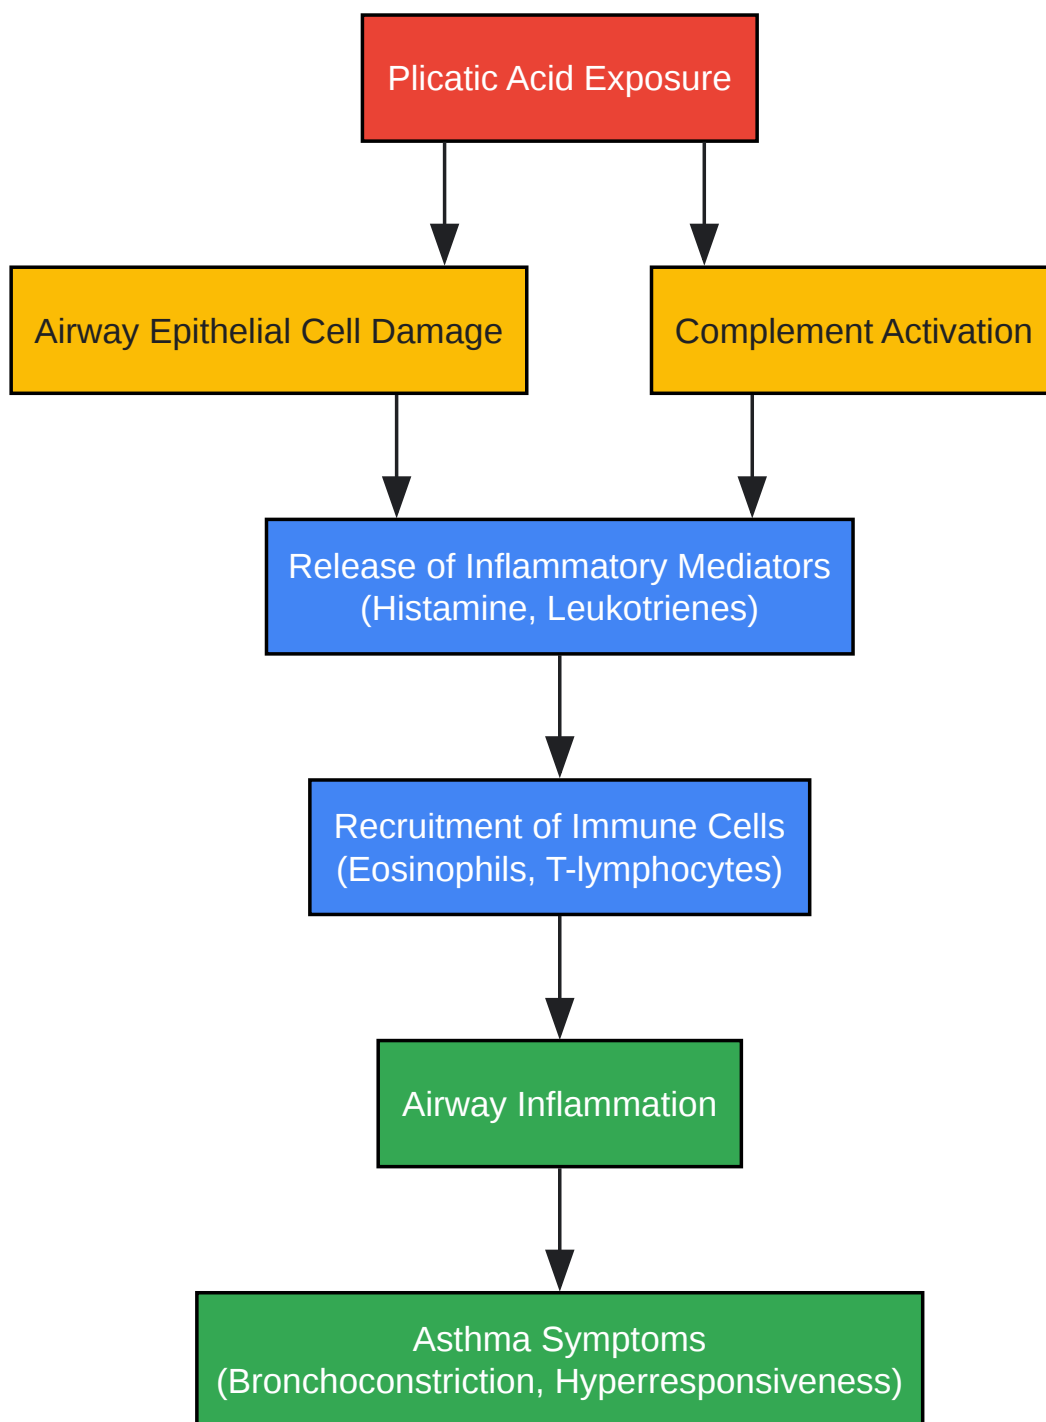 Plicatic Acid Exposure
Airway Epithelial Cell Damage
Complement Activation
Release of Inflammatory Mediators
(Histamine, Leukotrienes)
Recruitment of Immune Cells
(Eosinophils, T-lymphocytes)
Airway Inflammation
Asthma Symptoms
(Bronchoconstriction, Hyperresponsiveness)